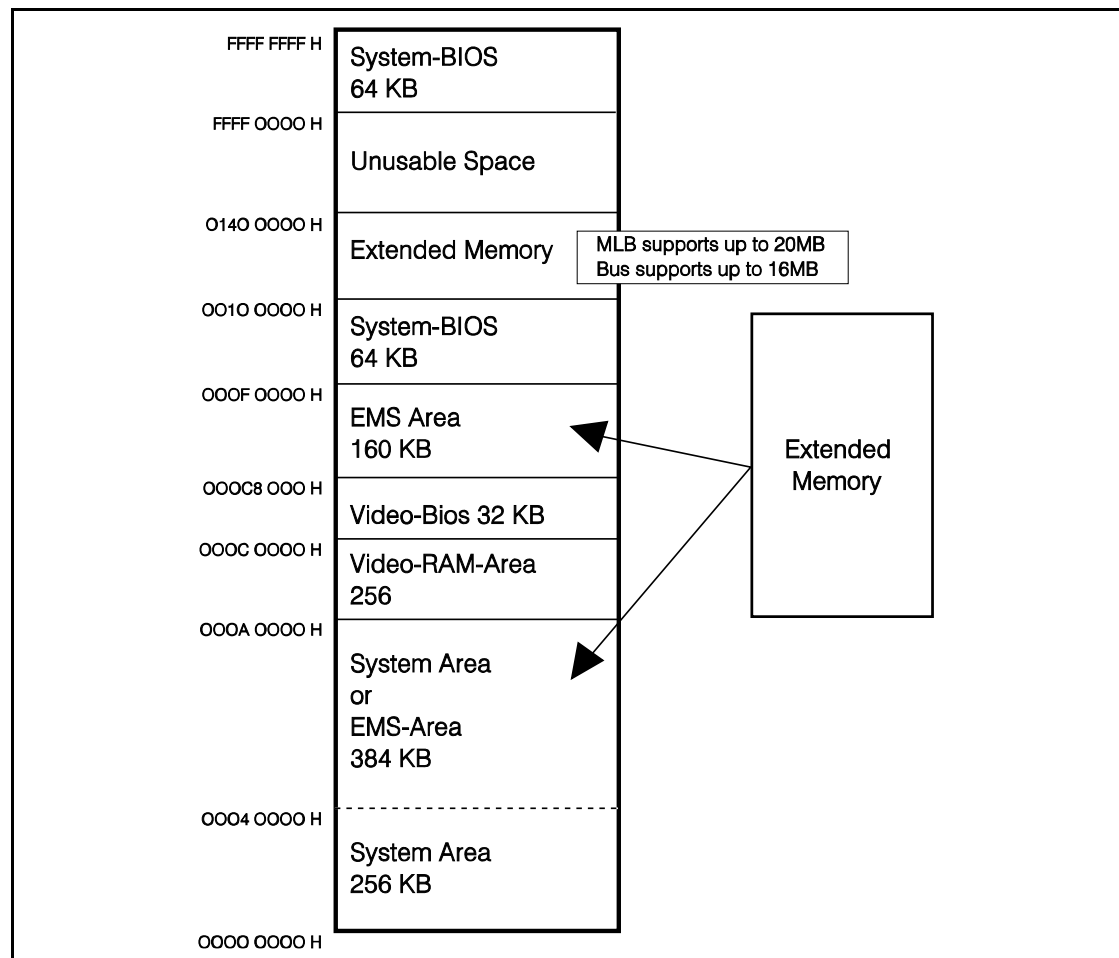 FFFF FFFF H
System-BIOS
64 KB
FFFF OOOO H
Unusable Space
O14O OOOO H
Extended Memory
MLB supports up to 20MB
Bus supports up to 16MB
OO1O OOOO H
System-BIOS
64 KB
OOOF OOOO H
EMS Area
160 KB
Extended
Memory
OOOC8 OOO H
Video-Bios 32 KB
OOOC OOOO H
Video-RAM-Area
256
OOOA OOOO H
System Area
or
EMS-Area
384 KB
OOO4 OOOO H
System Area
256 KB
OOOO OOOO H